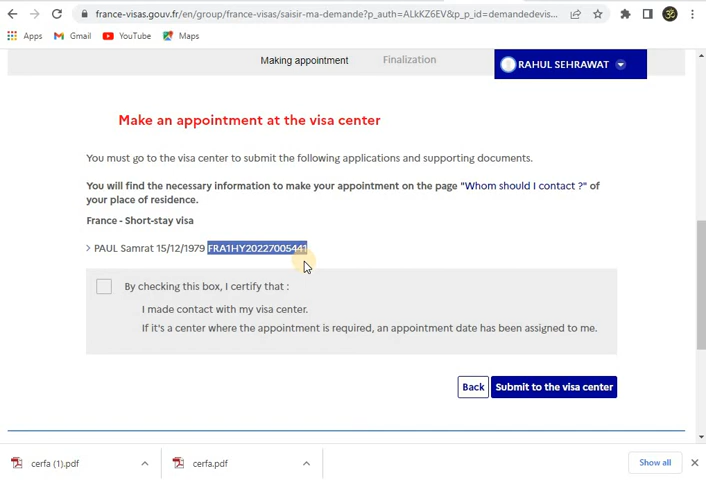 france-visas.gouv.fr/en/group/france-visas/saisir-ma-demande?p_auth=ALkKZ6EV&p_p_id=demandedevis...
Apps Gmail YouTube Maps
Making appointment Finalization RAHUL SEHRAWAT
Make an appointment at the visa center
You must go to the visa center to submit the following applications and supporting documents.
You will find the necessary information to make your appointment on the page "Whom should I contact ?" of
your place of residence.
France - Short-stay visa
PAUL Samrat 15/12/1979 FRA1HY20227005441
By checking this box, I certify that :
I made contact with my visa center.
If it's a center where the appointment is required, an appointment date has been assigned to me.
Back Submit to the visa center
cerfa (1).pdf cerfa.pdf Show all